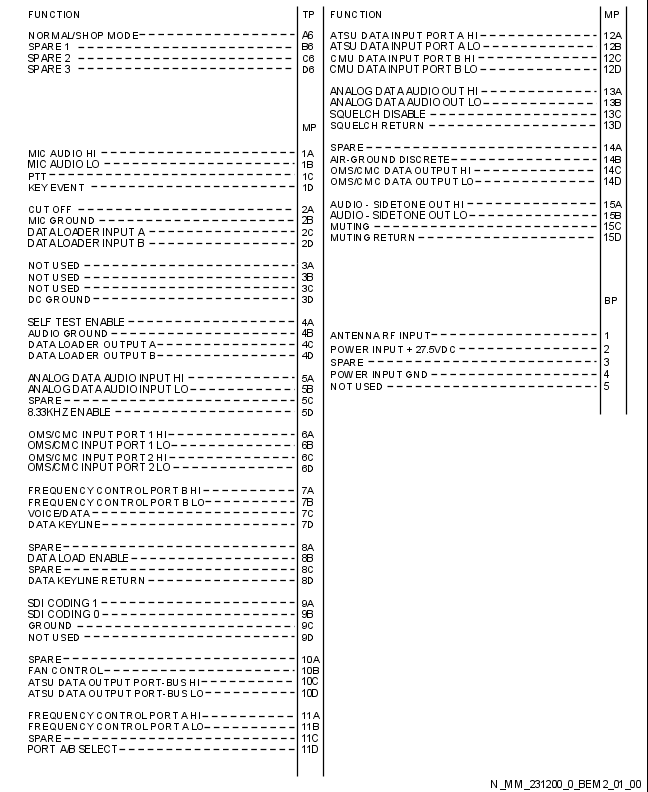 FUNCTION TP
NORMAL/SHOP MODE A6
SPARE 1 B6
SPARE 2 C6
SPARE 3 D6
MP
MIC AUDIO HI 1A
MIC AUDIO LO 1B
PTT 1C
KEY EVENT 1D
CUT OFF 2A
MIC GROUND 2B
DATALOADER INPUT A 2C
DATALOADER INPUT B 2D
NOT USED 3A
NOT USED 3B
NOT USED 3C
DC GROUND 3D
SELF TEST ENABLE 4A
AUDIO GROUND 4B
DATA LOADER OUTPUT A 4C
DATA LOADER OUTPUT B 4D
ANALOG DATA AUDIO INPUT HI 5A
ANALOG DATA AUDIO INPUT LO 5B
SPARE 5C
8.33KHZ ENABLE 5D
OMS/CMC INPUT PORT 1 HI 6A
OMS/CMC INPUT PORT 1 LO 6B
OMS/CMC INPUT PORT 2 HI 6C
OMS/CMC INPUT PORT 2 LO 6D
FREQUENCY CONTROL PORT B HI 7A
FREQUENCY CONTROL PORT B LO 7B
VOICE/DATA 7C
DATA KEYLINE 7D
SPARE 8A
DATA LOAD ENABLE 8B
SPARE 8C
DATA KEYLINE RETURN 8D
SDI CODING 1 9A
SDI CODING 0 9B
GROUND 9C
NOT USED 9D
SPARE 10A
FAN CONTROL 10B
ATSU DATA OUTPUT PORT-BUS HI 10C
ATSU DATA OUTPUT PORT-BUS LO 10D
FREQUENCY CONTROL PORT A HI 11A
FREQUENCY CONTROL PORT A LO 11B
SPARE 11C
PORT A/B SELECT 11D
FUNCTION MP
ATSU DATA INPUT PORT A HI 12A
ATSU DATA INPUT PORT A LO 12B
CMU DATA INPUT PORT B HI 12C
CMU DATA INPUT PORT B LO 12D
ANALOG DATA AUDIO OUT HI 13A
ANALOG DATA AUDIO OUT LO 13B
SQUELCH DISABLE 13C
SQUELCH RETURN 13D
SPARE 14A
AIR-GROUND DISCRETE 14B
OMS/CMC DATA OUTPUT HI 14C
OMS/CMC DATA OUTPUT LO 14D
AUDIO - SIDETONE OUT HI 15A
AUDIO - SIDETONE OUT LO 15B
MUTING 15C
MUTING RETURN 15D
BP
ANTENNA RF INPUT 1
POWER INPUT + 27.5VDC 2
SPARE 3
POWER INPUT GND 4
NOT USED 5
N_MM_231200_0_BEM2_01_00